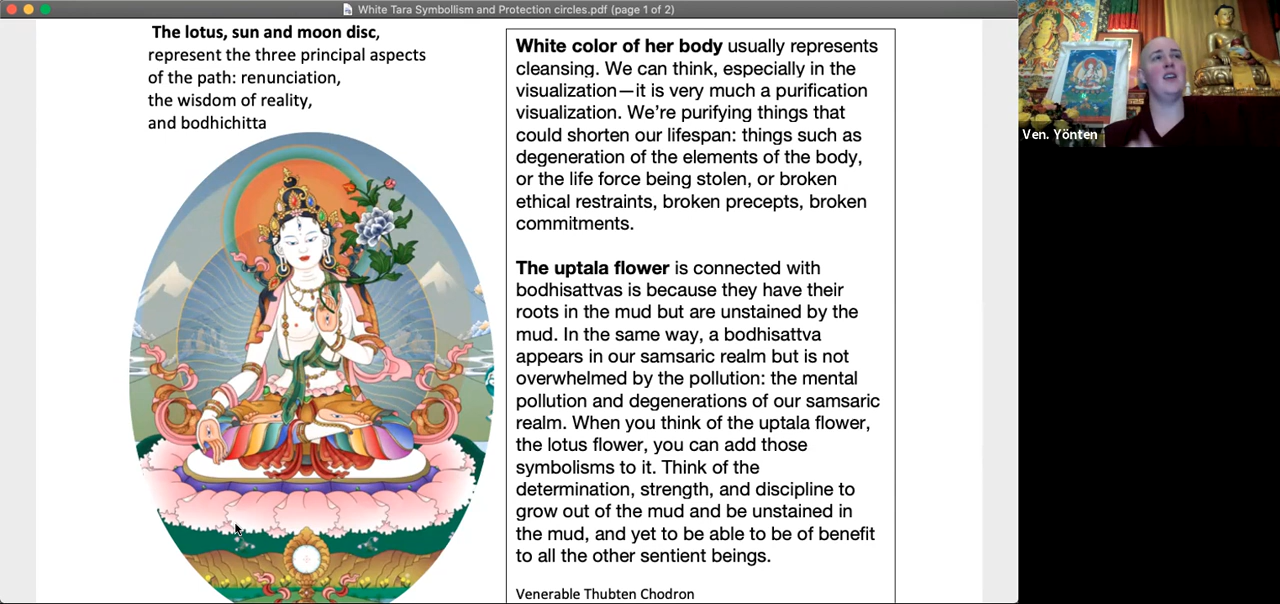 White Tara Symbollism and Protection circles.pdf (page 1 of 2)
The lotus, sun and moon disc,
represent the three principal aspects
of the path: renunciation,
the wisdom of reality,
and bodhichitta
White color of her body usually represents
cleansing. We can think, especially in the
visualization—it is very much a purification
visualization. We’re purifying things that
could shorten our lifespan: things such as
degeneration of the elements of the body,
or the life force being stolen, or broken
ethical restraints, broken precepts, broken
commitments.
The uptala flower is connected with
bodhisattvas is because they have their
roots in the mud but are unstained by the
mud. In the same way, a bodhisattva
appears in our samsaric realm but is not
overwhelmed by the pollution: the mental
pollution and degenerations of our samsaric
realm. When you think of the uptala flower,
the lotus flower, you can add those
symbolisms to it. Think of the
determination, strength, and discipline to
grow out of the mud and be unstained in
the mud, and yet to be able to be of benefit
to all the other sentient beings.
Venerable Thubten Chodron
Ven. Yönten